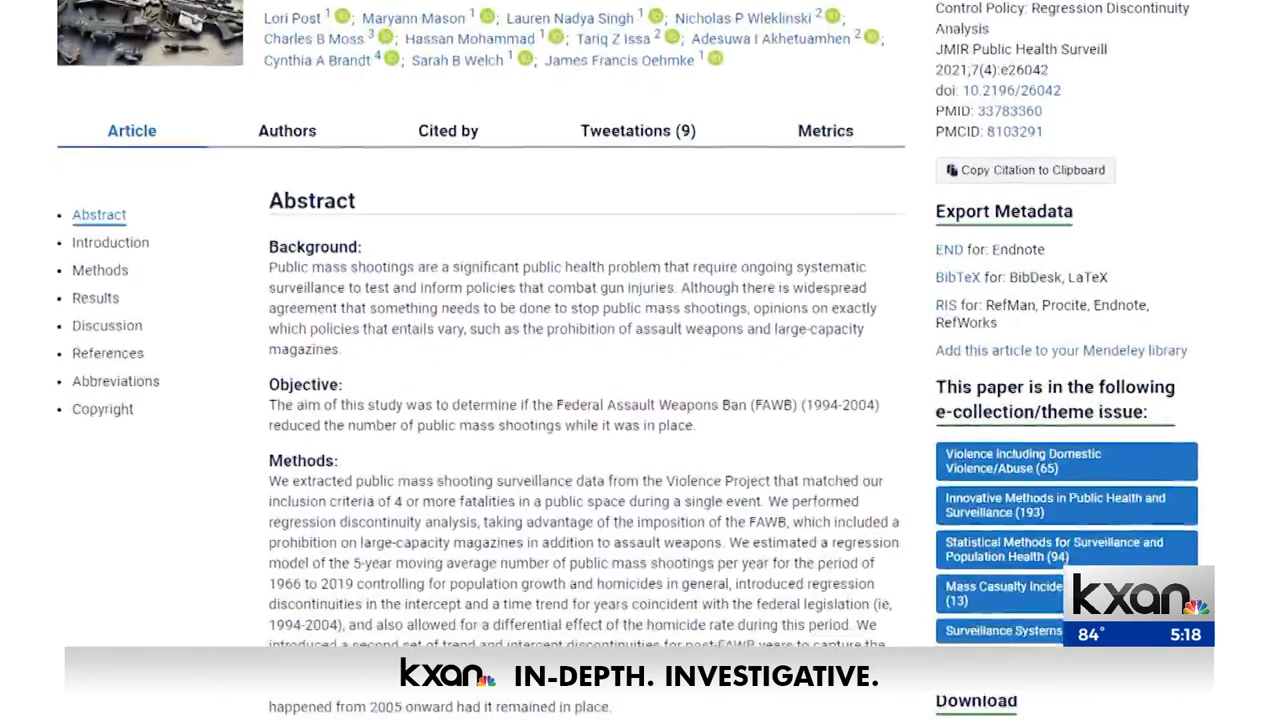 Lori Post 1 ; Maryann Mason 1 ; Lauren Nadya Singh 1 ; Nicholas P Wleklinski 2 ;
Charles B Moss 3 ; Hassan Mohammad 1 ; Tariq Z Issa 2 ; Adesuwa I Akhetuamhen 2 ;
Cynthia A Brandt 4 ; Sarah B Welch 1 ; James Francis Oehmke 1
Article
Authors
Cited by
Tweetations (9)
Metrics
Abstract
Introduction
Methods
Results
Discussion
References
Abbreviations
Copyright
Abstract
Background:
Public mass shootings are a significant public health problem that require ongoing systematic
surveillance to test and inform policies that combat gun injuries. Although there is widespread
agreement that something needs to be done to stop public mass shootings, opinions on exactly
which policies that entails vary, such as the prohibition of assault weapons and large-capacity
magazines.
Objective:
The aim of this study was to determine if the Federal Assault Weapons Ban (FAWB) (1994-2004)
reduced the number of public mass shootings while it was in place.
Methods:
We extracted public mass shooting surveillance data from the Violence Project that matched our
inclusion criteria of 4 or more fatalities in a public space during a single event. We performed
regression discontinuity analysis, taking advantage of the imposition of the FAWB, which included a
prohibition on large-capacity magazines in addition to assault weapons. We estimated a regression
model of the 5-year moving average number of public mass shootings per year for the period of
1966 to 2019 controlling for population growth and homicides in general, introduced regression
discontinuities in the intercept and a time trend for years coincident with the federal legislation (ie,
1994-2004), and also allowed for a differential effect of the homicide rate during this period. We
introduced a second set of trend and intercept discontinuities for post-FAWB years to capture the
happened from 2005 onward had it remained in place.
Control Policy: Regression Discontinuity
Analysis
JMIR Public Health Surveill
2021;7(4):e26042
doi: 10.2196/26042
PMID: 33783360
PMCID: 8103291
Copy Citation to Clipboard
Export Metadata
END for: Endnote
BibTeX for: BibDesk, LaTeX
RIS for: RefMan, Procite, Endnote,
RefWorks
Add this article to your Mendeley library
This paper is in the following
e-collection/theme issue:
Violence including Domestic
Violence/Abuse (65)
Innovative Methods in Public Health and
Surveillance (193)
Statistical Methods for Surveillance and
Population Health (94)
Mass Casualty Incide
(13)
Surveillance Systems
Download
kxan
84° 5:18
kxan IN-DEPTH. INVESTIGATIVE.